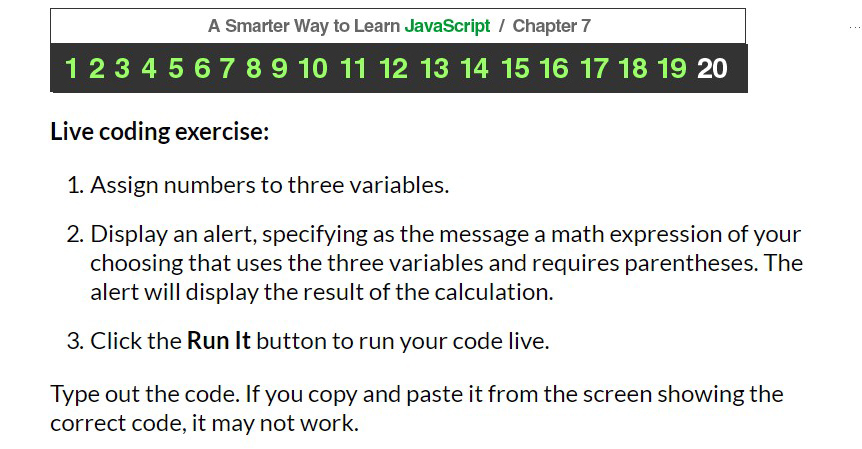 A Smarter Way to Learn JavaScript / Chapter 7
1 2 3 4 5 6 7 8 9 10 11 12 13 14 15 16 17 18 19 20
Live coding exercise:
1. Assign numbers to three variables.
2. Display an alert, specifying as the message a math expression of your
choosing that uses the three variables and requires parentheses. The
alert will display the result of the calculation.
3. Click the Run It button to run your code live.
Type out the code. If you copy and paste it from the screen showing the
correct code, it may not work.